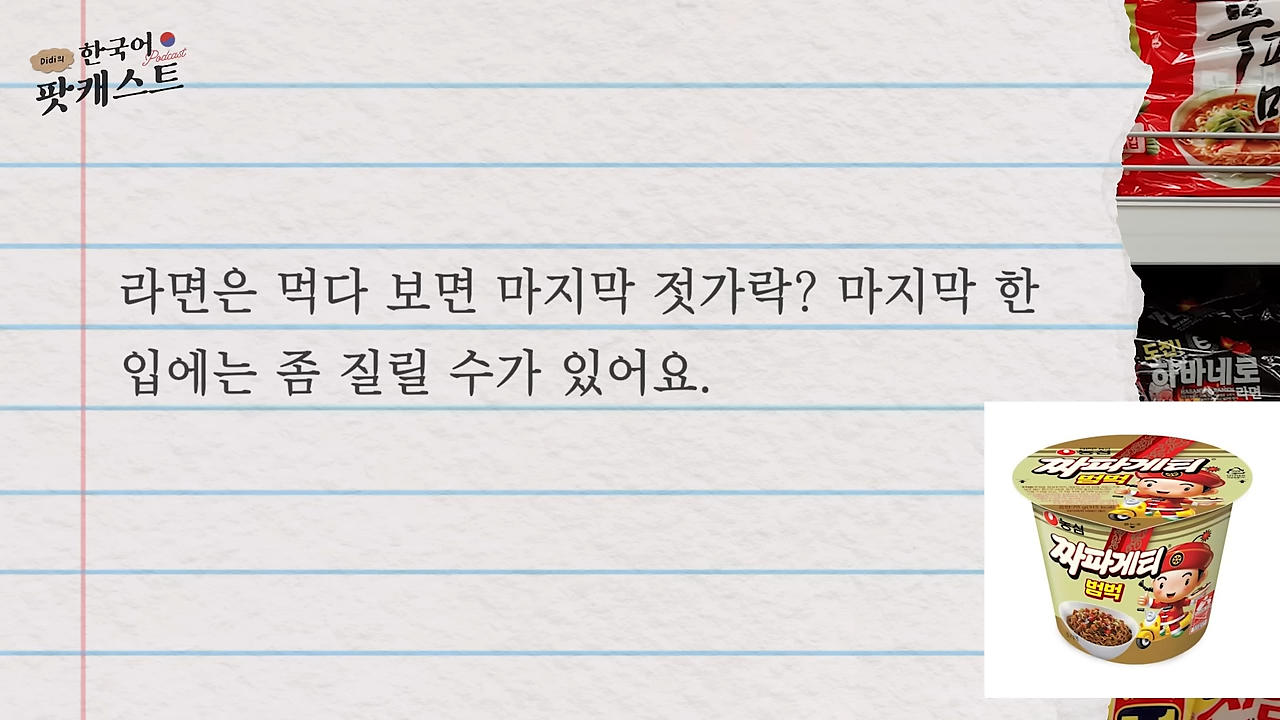 Didi의
한국어
Podcast
팟캐스트
라면은 먹다 보면 마지막 젓가락? 마지막 한
입에는 좀 질릴 수가 있어요.
하바네로
라면
농심
짜파게티
범벅
농심
짜파게티
범벅